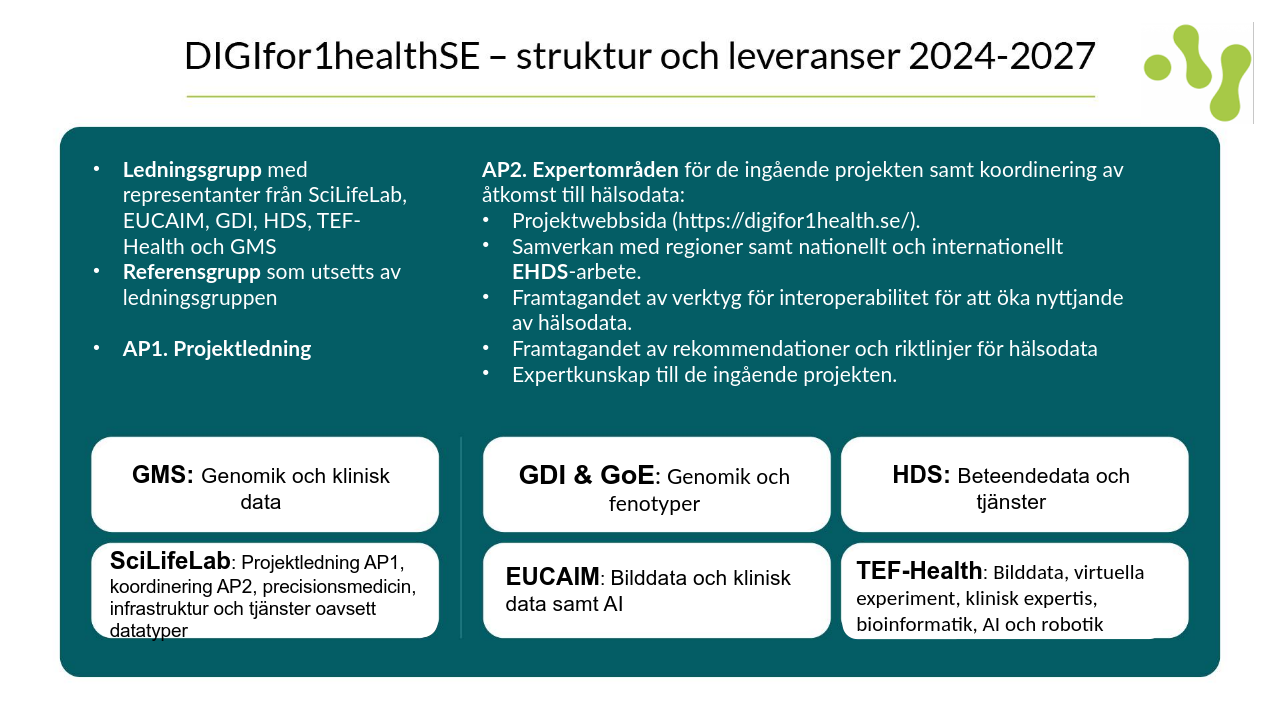 DIGIfor1healthSE – struktur och leveranser 2024-2027
• Ledningsgrupp med
representanter från SciLifeLab,
EUCAIM, GDI, HDS, TEF-
Health och GMS
• Referensgrupp som utsetts av
ledningsgruppen
• AP1. Projektledning
AP2. Expertområden för de ingående projekten samt koordinering av
åtkomst till hälsodata:
• Projektwebbsida (https://digifor1health.se/).
• Samverkan med regioner samt nationellt och internationellt
EHDS-arbete.
• Framtagandet av verktyg för interoperabilitet för att öka nyttjande
av hälsodata.
• Framtagandet av rekommendationer och riktlinjer för hälsodata
• Expertkunskap till de ingående projekten.
GMS: Genomik och klinisk
data
GDI & GoE: Genomik och
fenotyper
HDS: Beteendedata och
tjänster
SciLifeLab: Projektledning AP1,
koordinering AP2, precisionsmedicin,
infrastruktur och tjänster oavsett
datatyper
EUCAIM: Bilddata och klinisk
data samt AI
TEF-Health: Bilddata, virtuella
experiment, klinisk expertis,
bioinformatik, AI och robotik